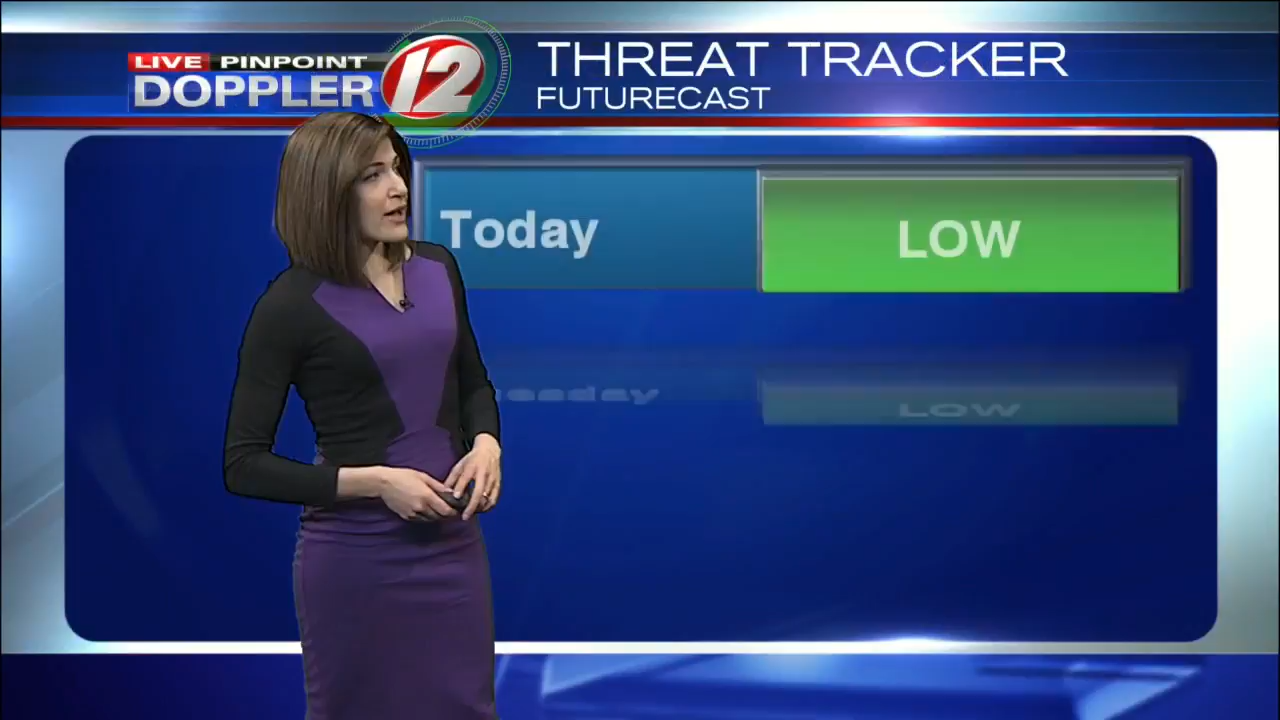 LIVE PINPOINT
DOPPLER 12
THREAT TRACKER
FUTURECAST
Today
LOW
LOW